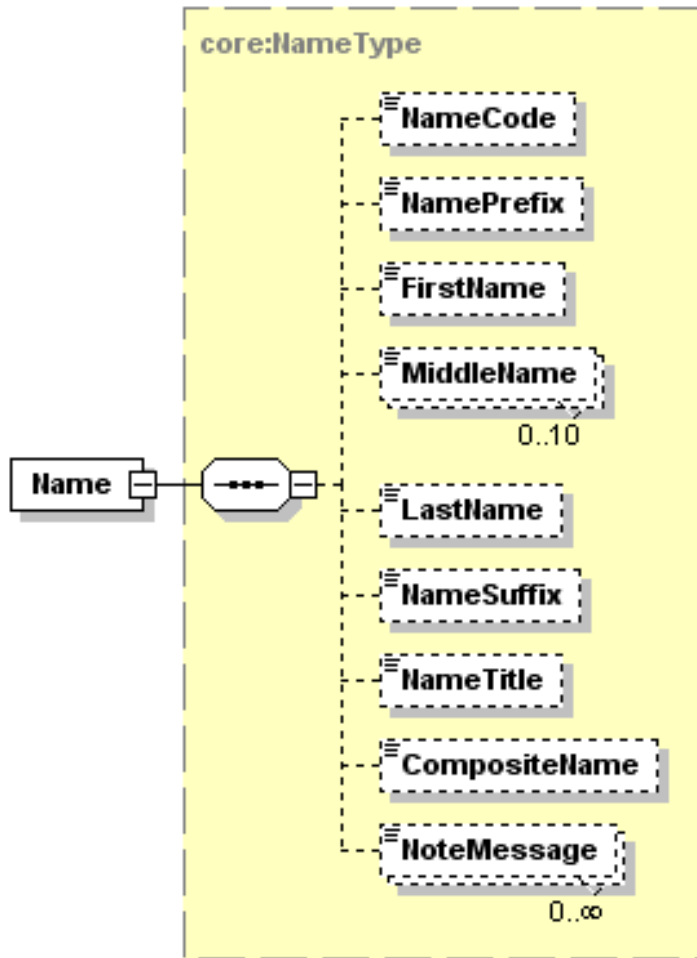 core:NameType
NameCode
NamePrefix
FirstName
MiddleName
0..10
Name
LastName
NameSuffix
NameTitle
CompositeName
NoteMessage
0..∞